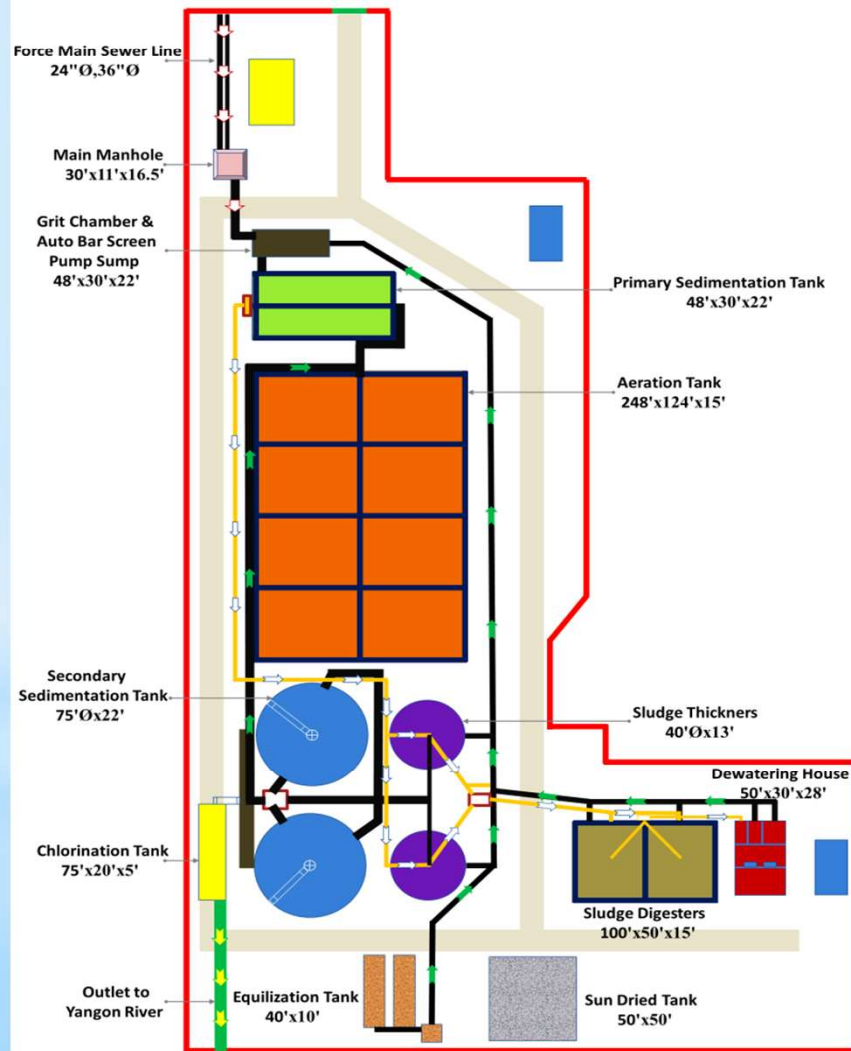 Force Main Sewer Line
24"Ø,36"Ø
Main Manhole
30'x11'x16.5'
Grit Chamber &
Auto Bar Screen
Pump Sump
48'x30'x22'
Primary Sedimentation Tank
48'x30'x22'
Aeration Tank
248'x124'x15'
Secondary
Sedimentation Tank
75'Øx22'
Sludge Thickners
40'Øx13'
Dewatering House
50'x30'x28'
Chlorination Tank
75'x20'x5'
Sludge Digesters
100'x50'x15'
Outlet to
Yangon River
Equilization Tank
40'x10'
Sun Dried Tank
50'x50'